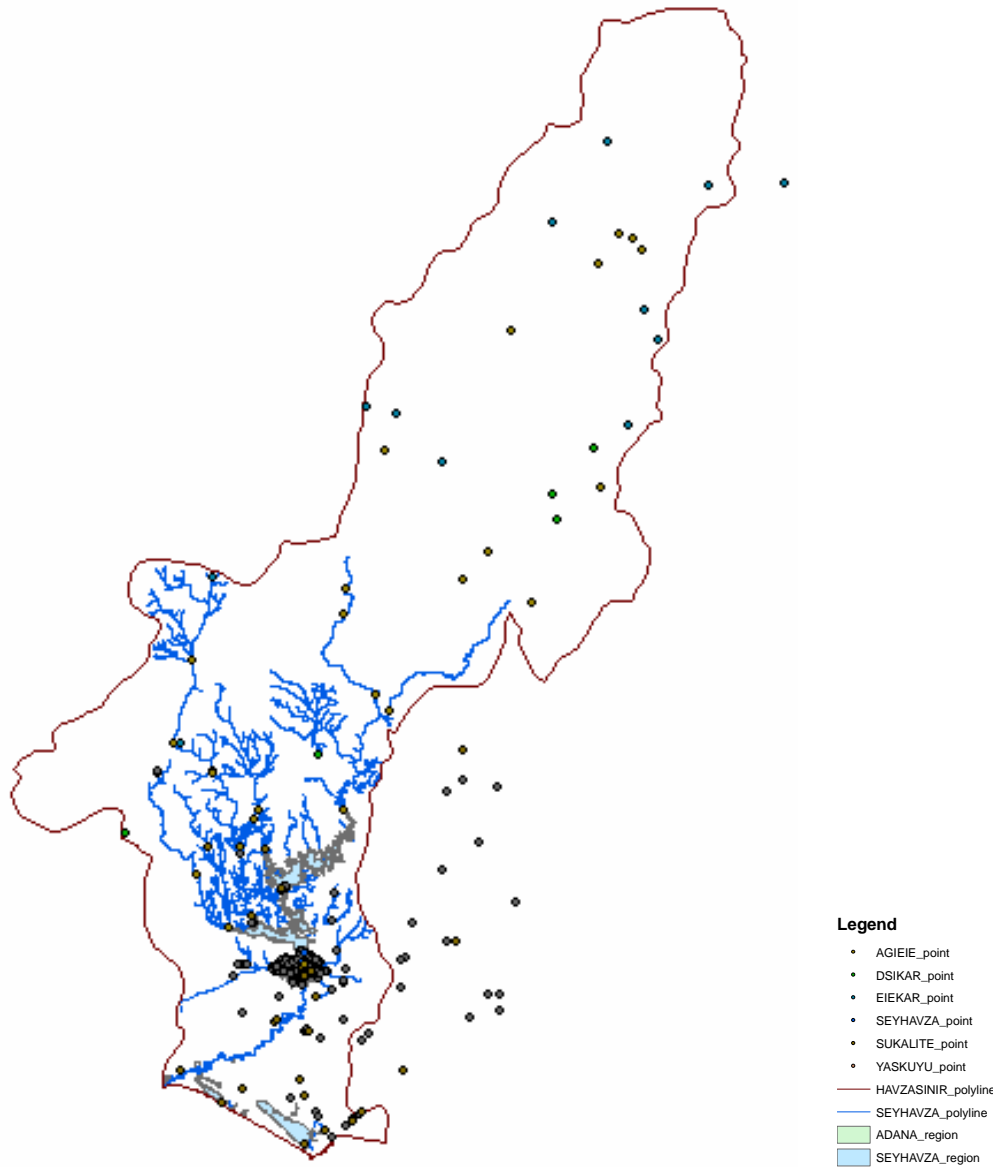 Legend
AGIEIE_point
DSIKAR_point
EIEKAR_point
SEYHAVZA_point
SUKALITE_point
YASKUYU_point
HAVZASINIR_polyline
SEYHAVZA_polyline
ADANA_region
SEYHAVZA_region